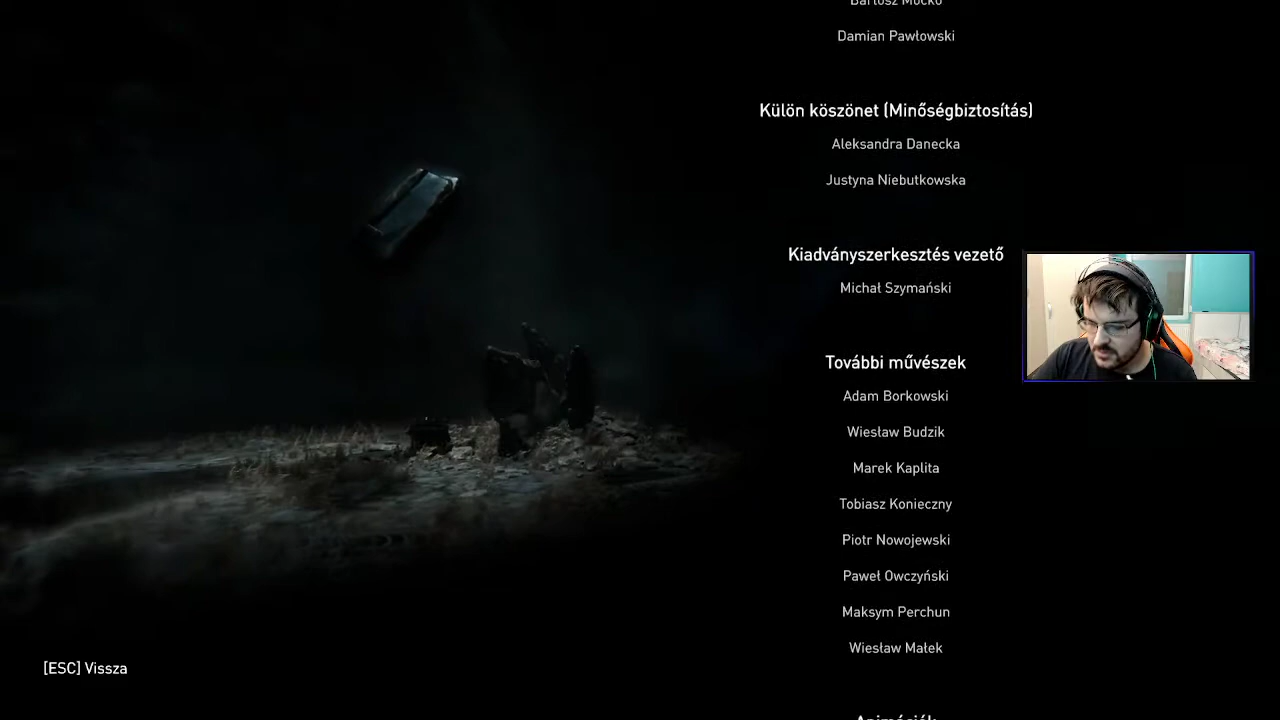 Damian Pawłowski
Külön köszönet (Minőségbiztosítás)
Aleksandra Danecka
Justyna Niebutkowska
Kiadványszerkesztés vezető
Michał Szymański
További művészek
Adam Borkowski
Wiesław Budzik
Marek Kaplita
Tobiasz Konieczny
Piotr Nowojewski
Paweł Owczyński
Maksym Perchun
Wiesław Małek
[ESC] Vissza